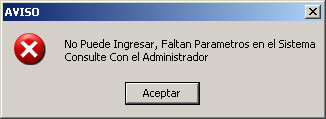 AVISO
No Puede Ingresar, Faltan Parametros en el Sistema
Consulte Con el Administrador
Aceptar